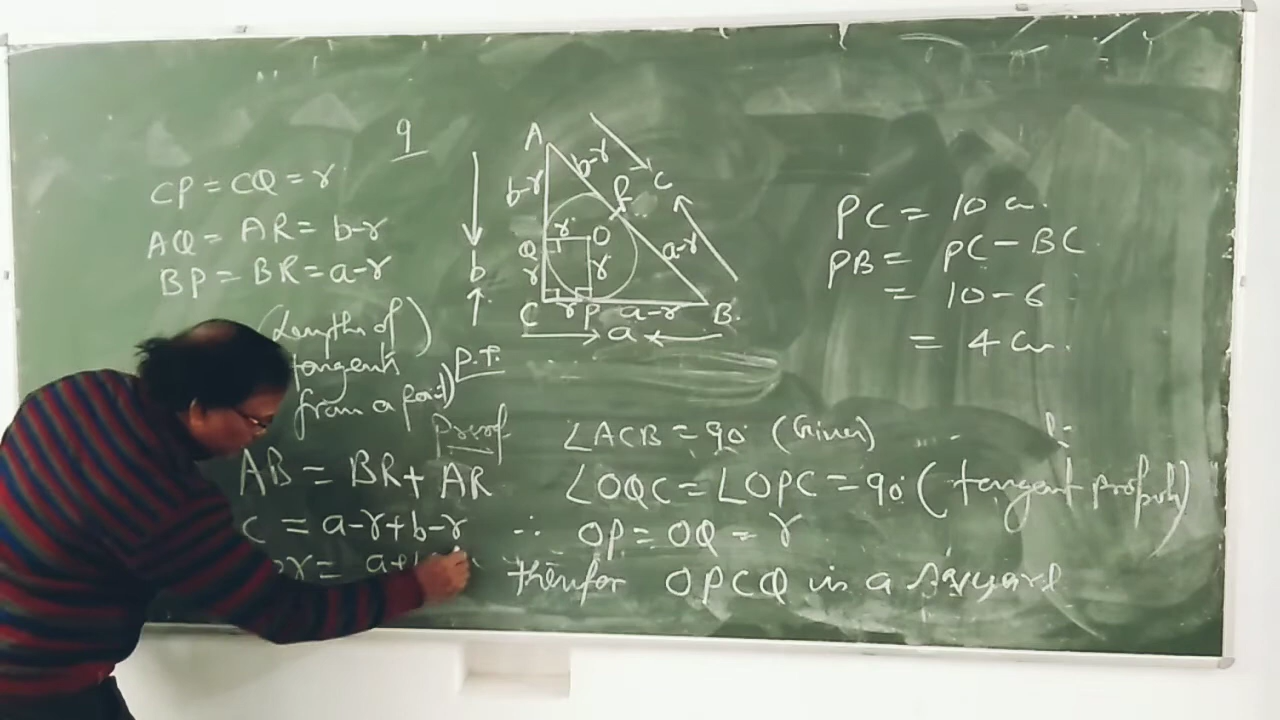 9
CP = CQ = r
AQ = AR = b-r
BP = BR = a-r
(Lengths of)
tangents
from a point)
P.T.
Proof
AB = BR + AR
C = a-r+b-r
2r = a+b
A
b-r
b-r
R
c
Q
r
O
r
r
a-r
b
C
r
P
a-r
B
a
∠ACB = 90° (Given)
∠OQC = ∠OPC = 90° (tangent property)
∴ OP = OQ = r
therefor OPCQ is a square
PC = 10 cm.
PB = PC - BC
= 10 - 6
= 4 cm.